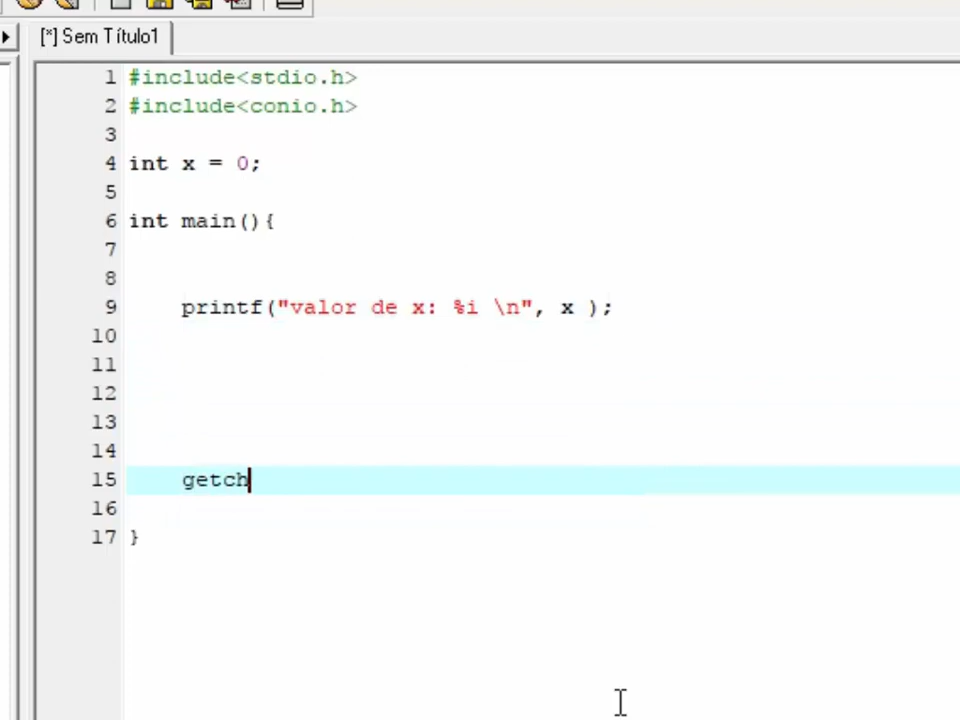 [*] Sem Título1
1 #include<stdio.h>
2 #include<conio.h>
3
4 int x = 0;
5
6 int main(){
7
8
9 printf("valor de x: %i \n", x );
10
11
12
13
14
15 getch
16
17 }